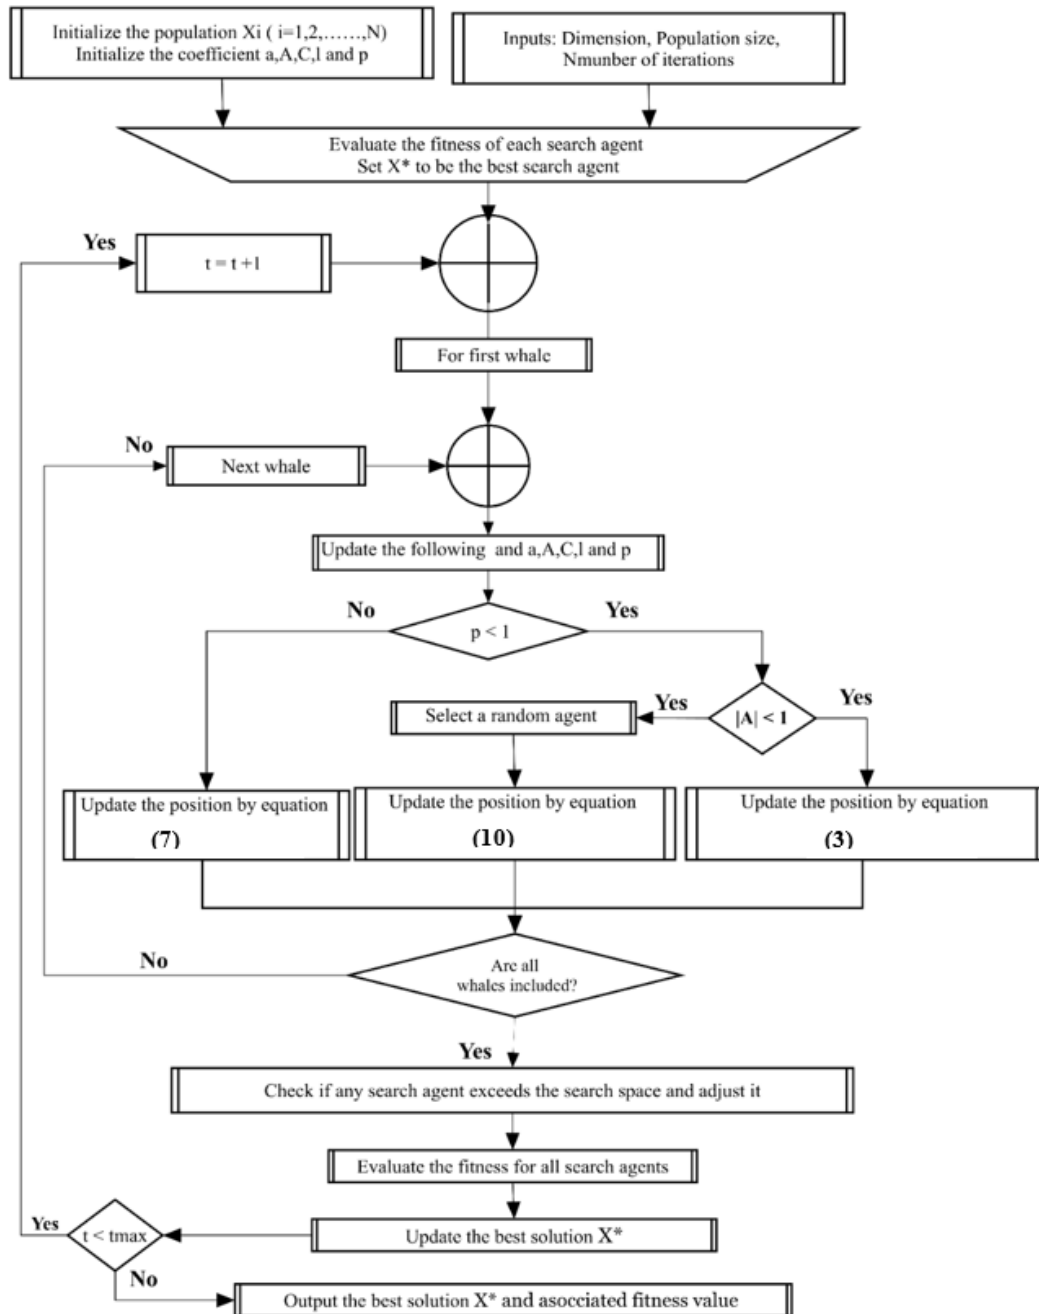 Initialize the population Xi ( i=1,2,……,N)
Initialize the coefficient a,A,C,l and p
Inputs: Dimension, Population size,
Nmunber of iterations
Evaluate the fitness of each search agent
Set X* to be the best search agent
Yes
t = t +1
For first whale
No
Next whale
Update the following and a,A,C,l and p
No
Yes
p < 1
Select a random agent
Yes
|A| < 1
Yes
Update the position by equation
(7)
Update the position by equation
(10)
Update the position by equation
(3)
No
Are all
whales included?
Yes
Check if any search agent exceeds the search space and adjust it
Evaluate the fitness for all search agents
Yes
t < tmax
Update the best solution X*
No
Output the best solution X* and asocciated fitness value